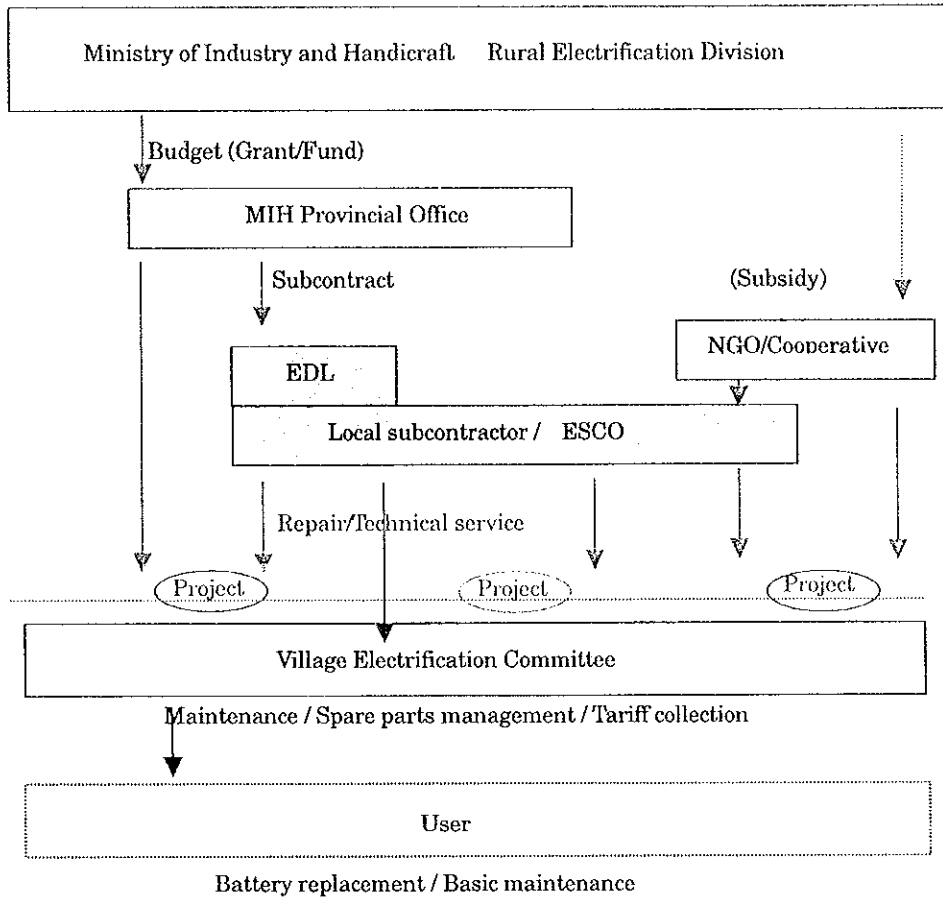 Ministry of Industry and Handicraft Rural Electrification Division
Budget (Grant/Fund)
MIH Provincial Office
Subcontract
(Subsidy)
NGO/Cooperative
EDL
Local subcontractor / ESCO
Repair/Technical service
Project
Project
Project
Village Electrification Committee
Maintenance / Spare parts management / Tariff collection
User
Battery replacement / Basic maintenance